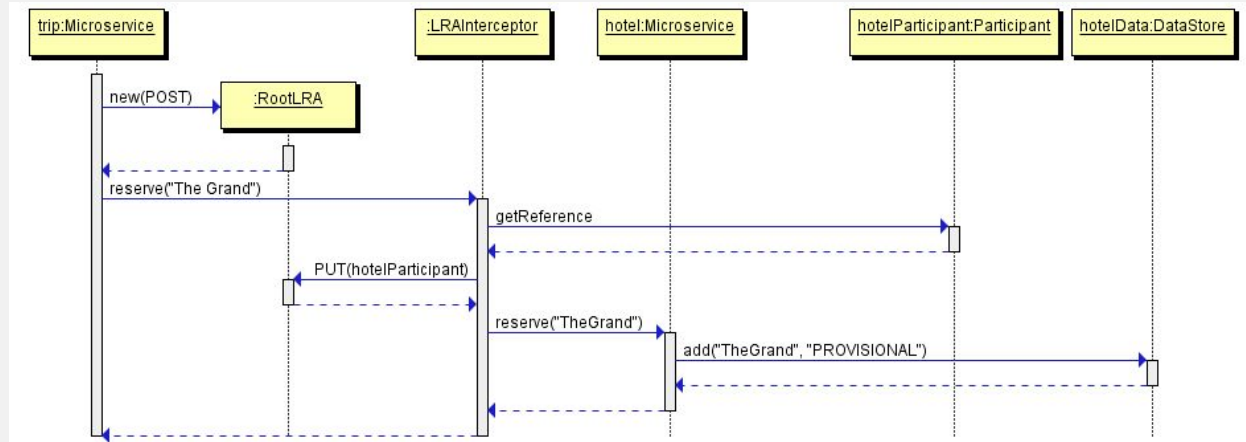 trip:Microservice
:LRAInterceptor
hotel:Microservice
hotelParticipant:Participant
hotelData:DataStore
new(POST)
:RootLRA
reserve("The Grand")
getReference
PUT(hotelParticipant)
reserve("TheGrand")
add("TheGrand", "PROVISIONAL")